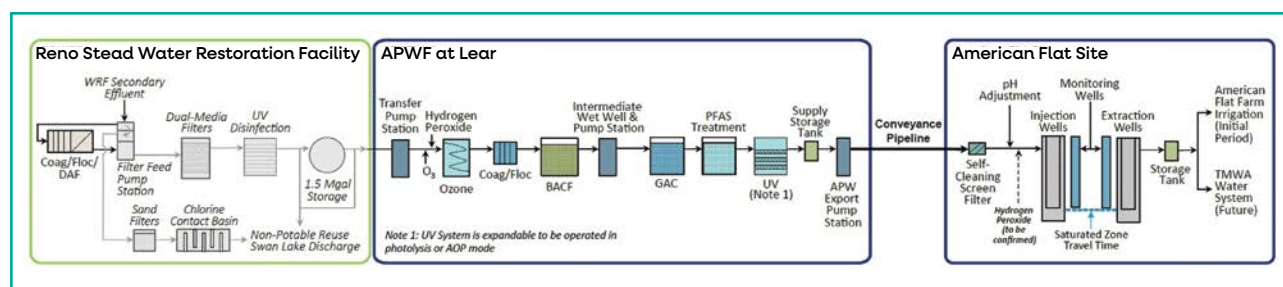 Reno Stead Water Restoration Facility
WRF Secondary
Effluent
Dual-Media
Filters
UV
Disinfection
Coag/Floc/
DAF
Filter Feed
Pump
Station
1.5 Mgal
Storage
Sand
Filters
Chlorine
Contact Basin
Non-Potable Reuse
Swan Lake Discharge
APWF at Lear
Transfer
Pump
Station
Hydrogen
Peroxide
O₃
Ozone
Coag/Floc
BACF
Intermediate
Wet Well &
Pump Station
GAC
PFAS
Treatment
UV
(Note 1)
Supply
Storage
Tank
APW
Export
Pump
Station
Note 1: UV System is expandable to be operated in
photolysis or AOP mode
Conveyance
Pipeline
American Flat Site
pH
Adjustment
Self-
Cleaning
Screen
Filter
Hydrogen
Peroxide
(to be
confirmed)
Injection
Wells
Monitoring
Wells
Extraction
Wells
Saturated Zone
Travel Time
Storage
Tank
American
Flat Farm
Irrigation
(Initial
Period)
TMWA
Water
System
(Future)